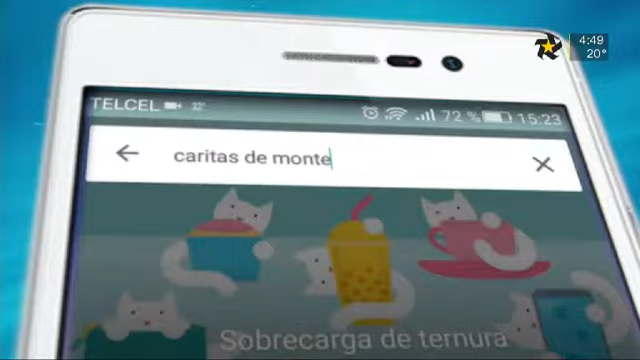 4:49
20°
TELCEL 32°
72 % 15:23
caritas de monte
Sobrecarga de ternura